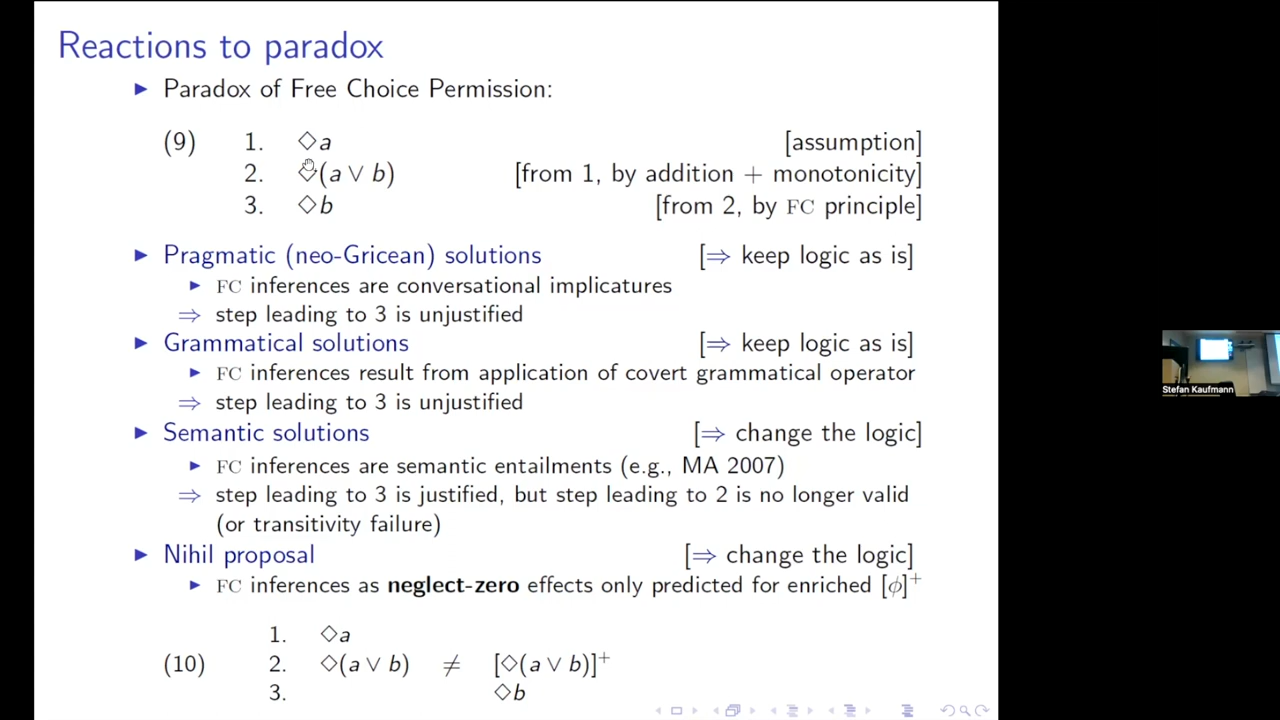 Reactions to paradox
▶ Paradox of Free Choice Permission:
(9) 1. ◇a [assumption]
2. ◇(a ∨ b) [from 1, by addition + monotonicity]
3. ◇b [from 2, by FC principle]
▶ Pragmatic (neo-Gricean) solutions [⇒ keep logic as is]
▶ FC inferences are conversational implicatures
⇒ step leading to 3 is unjustified
▶ Grammatical solutions [⇒ keep logic as is]
▶ FC inferences result from application of covert grammatical operator
⇒ step leading to 3 is unjustified
▶ Semantic solutions [⇒ change the logic]
▶ FC inferences are semantic entailments (e.g., MA 2007)
⇒ step leading to 3 is justified, but step leading to 2 is no longer valid
(or transitivity failure)
▶ Nihil proposal [⇒ change the logic]
▶ FC inferences as neglect-zero effects only predicted for enriched [ϕ]⁺
1. ◇a
(10) 2. ◇(a ∨ b) ≠ [◇(a ∨ b)]⁺
3. ◇b
Stefan Kaufmann